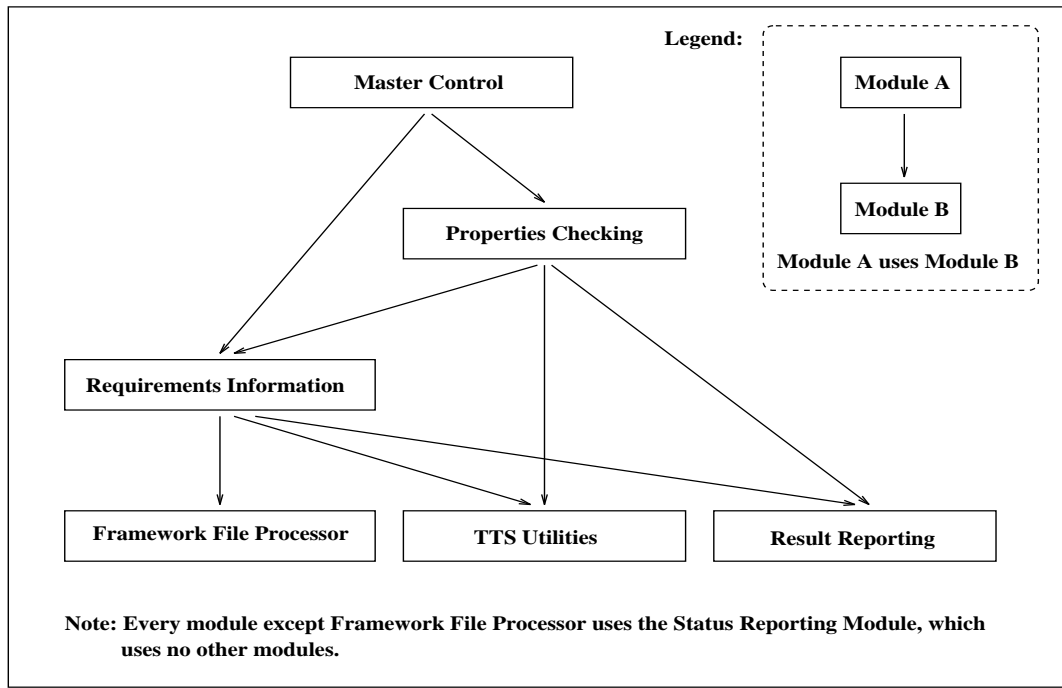 Legend:
Master Control
Module A
Module B
Module A uses Module B
Properties Checking
Requirements Information
Framework File Processor
TTS Utilities
Result Reporting
Note: Every module except Framework File Processor uses the Status Reporting Module, which
uses no other modules.